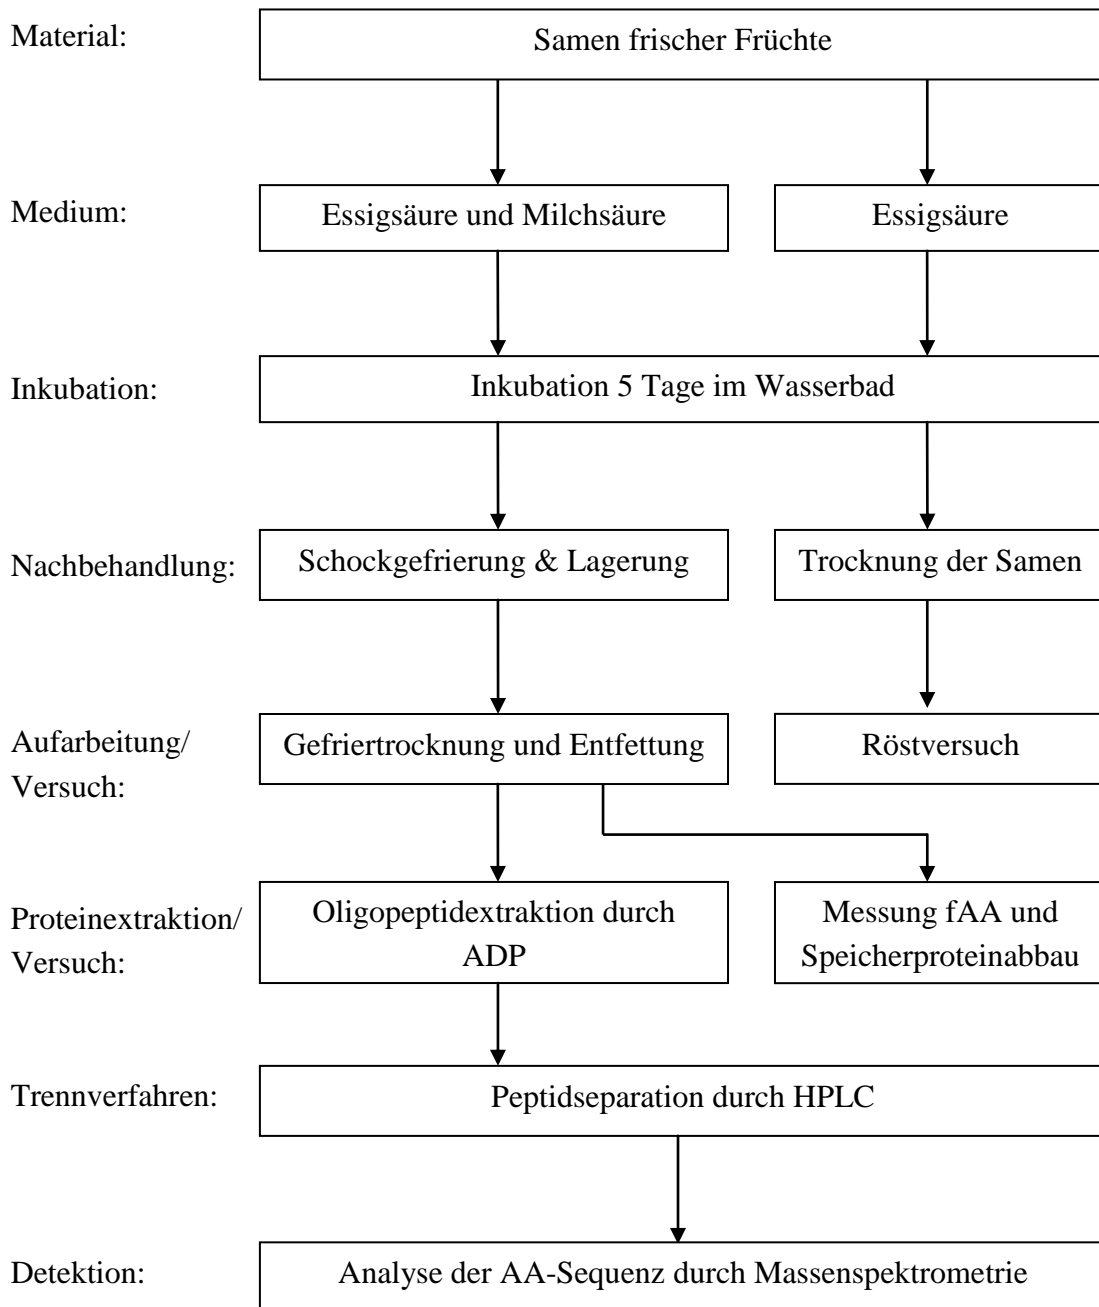 Material:
Samen frischer Früchte
Medium:
Essigsäure und Milchsäure
Essigsäure
Inkubation:
Inkubation 5 Tage im Wasserbad
Nachbehandlung:
Schockgefrierung & Lagerung
Trocknung der Samen
Aufarbeitung/
Versuch:
Gefriertrocknung und Entfettung
Röstversuch
Proteinextraktion/
Versuch:
Oligopeptidextraktion durch
ADP
Messung fAA und
Speicherproteinabbau
Trennverfahren:
Peptidseparation durch HPLC
Detektion:
Analyse der AA-Sequenz durch Massenspektrometrie